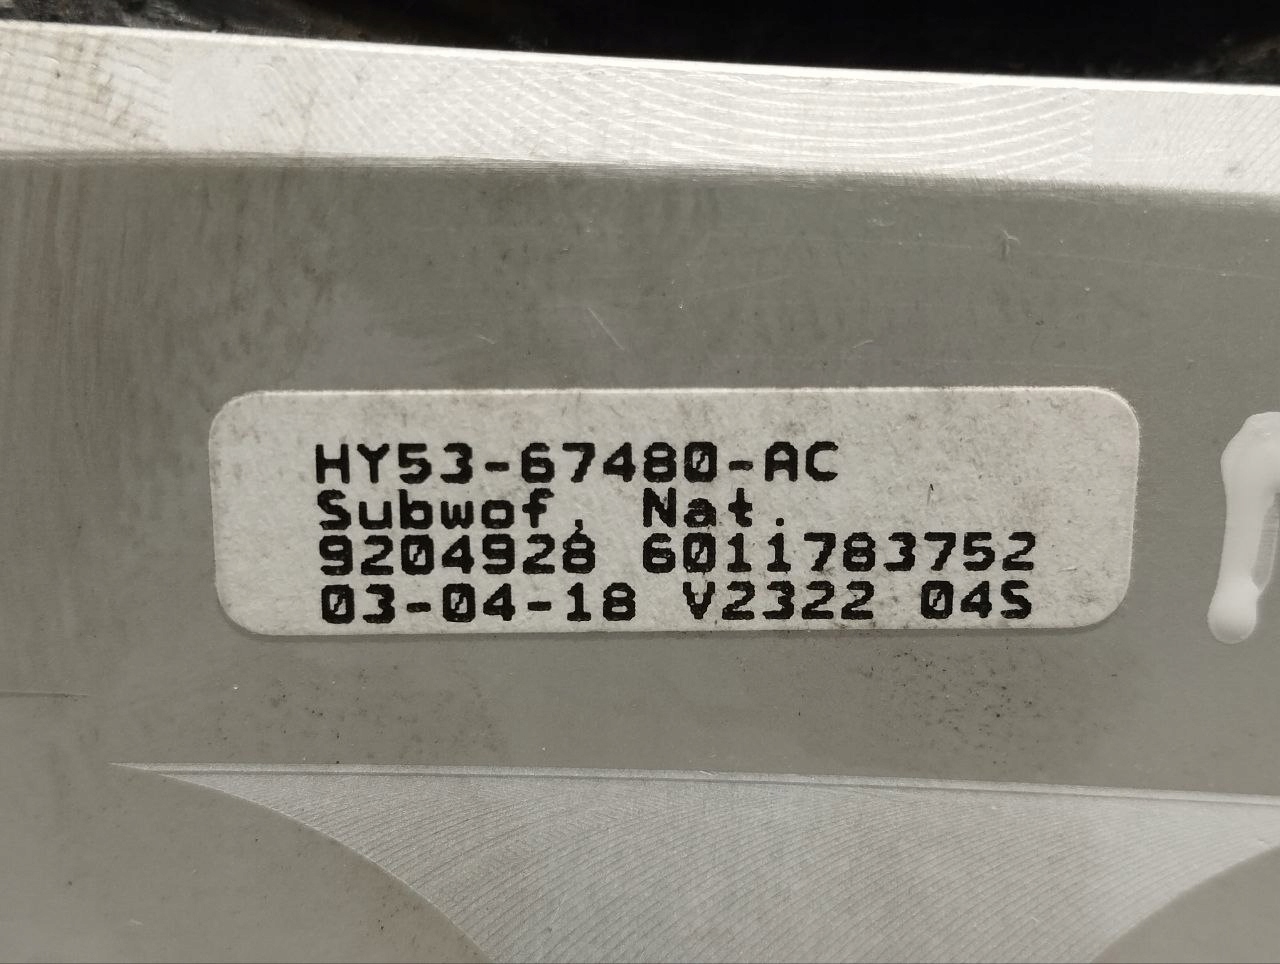 HY53-67480-AC
Subwof, Nat.
9204928 6011783752
03-04-18 V2322 04S